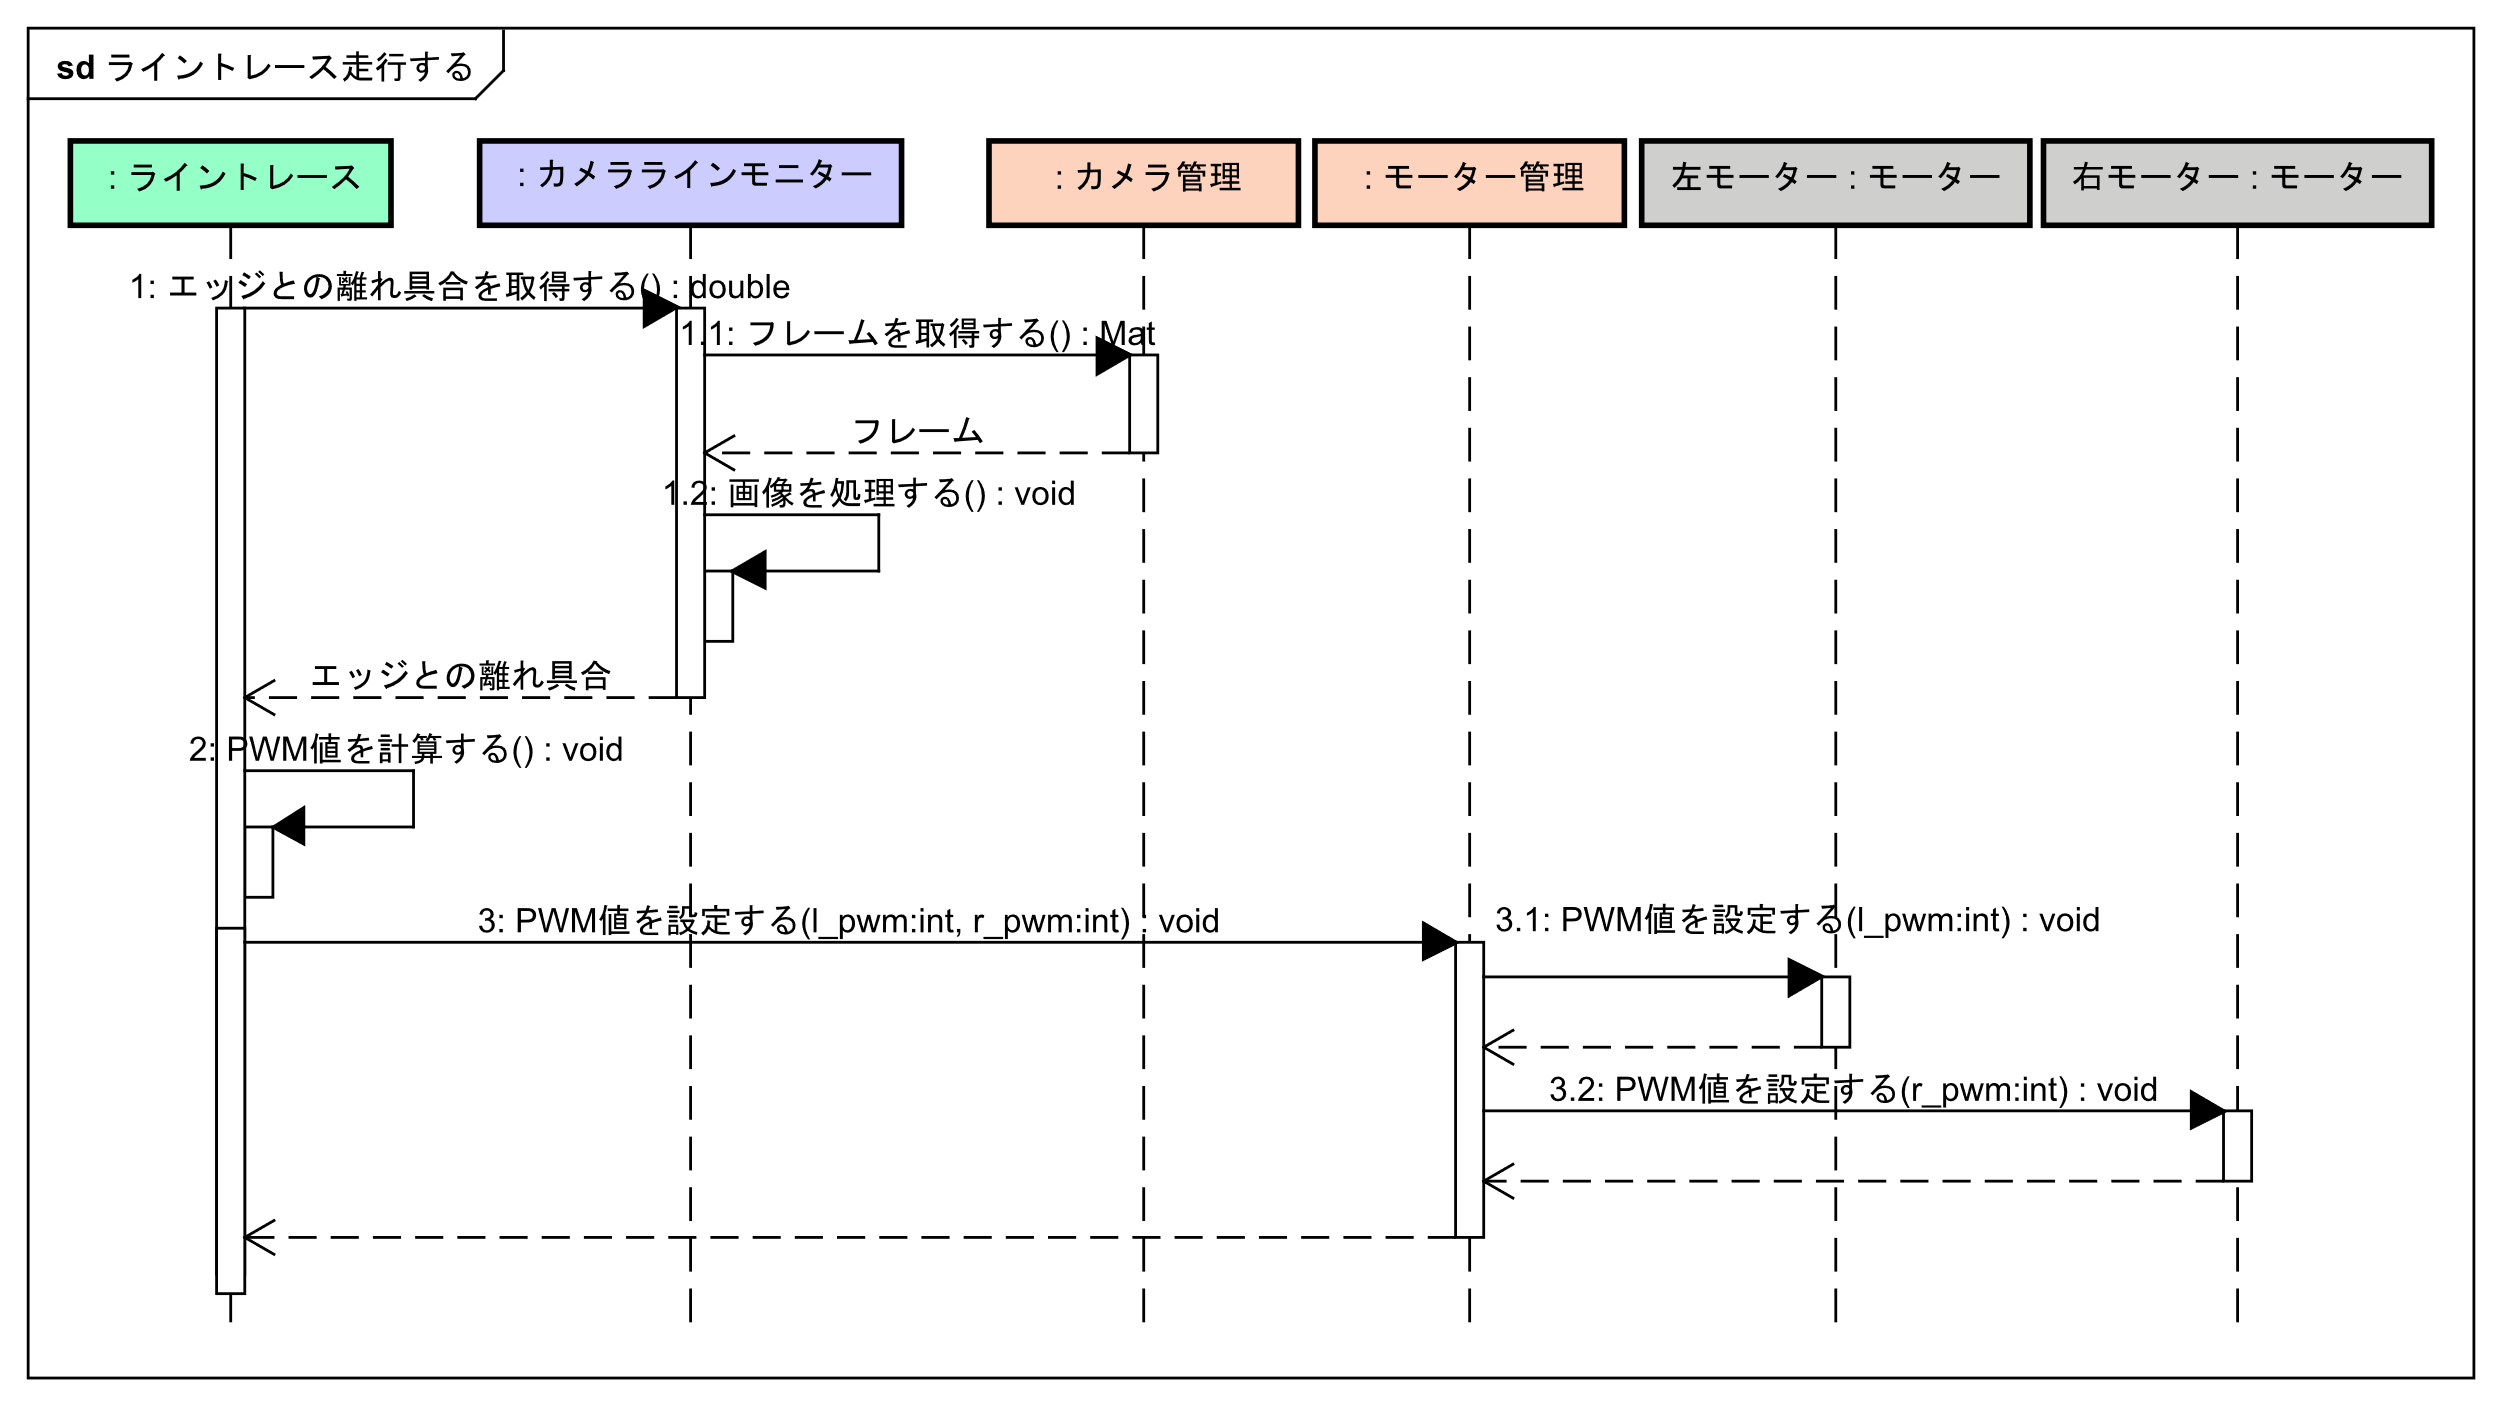 sd ライントレース走行する
: ライントレース
: カメララインモニター
: カメラ管理
: モーター管理
左モーター : モーター
右モーター : モーター
1: エッジとの離れ具合を取得する() : double
1.1: フレームを取得する() : Mat
フレーム
1.2: 画像を処理する() : void
エッジとの離れ具合
2: PWM値を計算する() : void
3: PWM値を設定する(l_pwm:int, r_pwm:int) : void
3.1: PWM値を設定する(l_pwm:int) : void
3.2: PWM値を設定する(r_pwm:int) : void